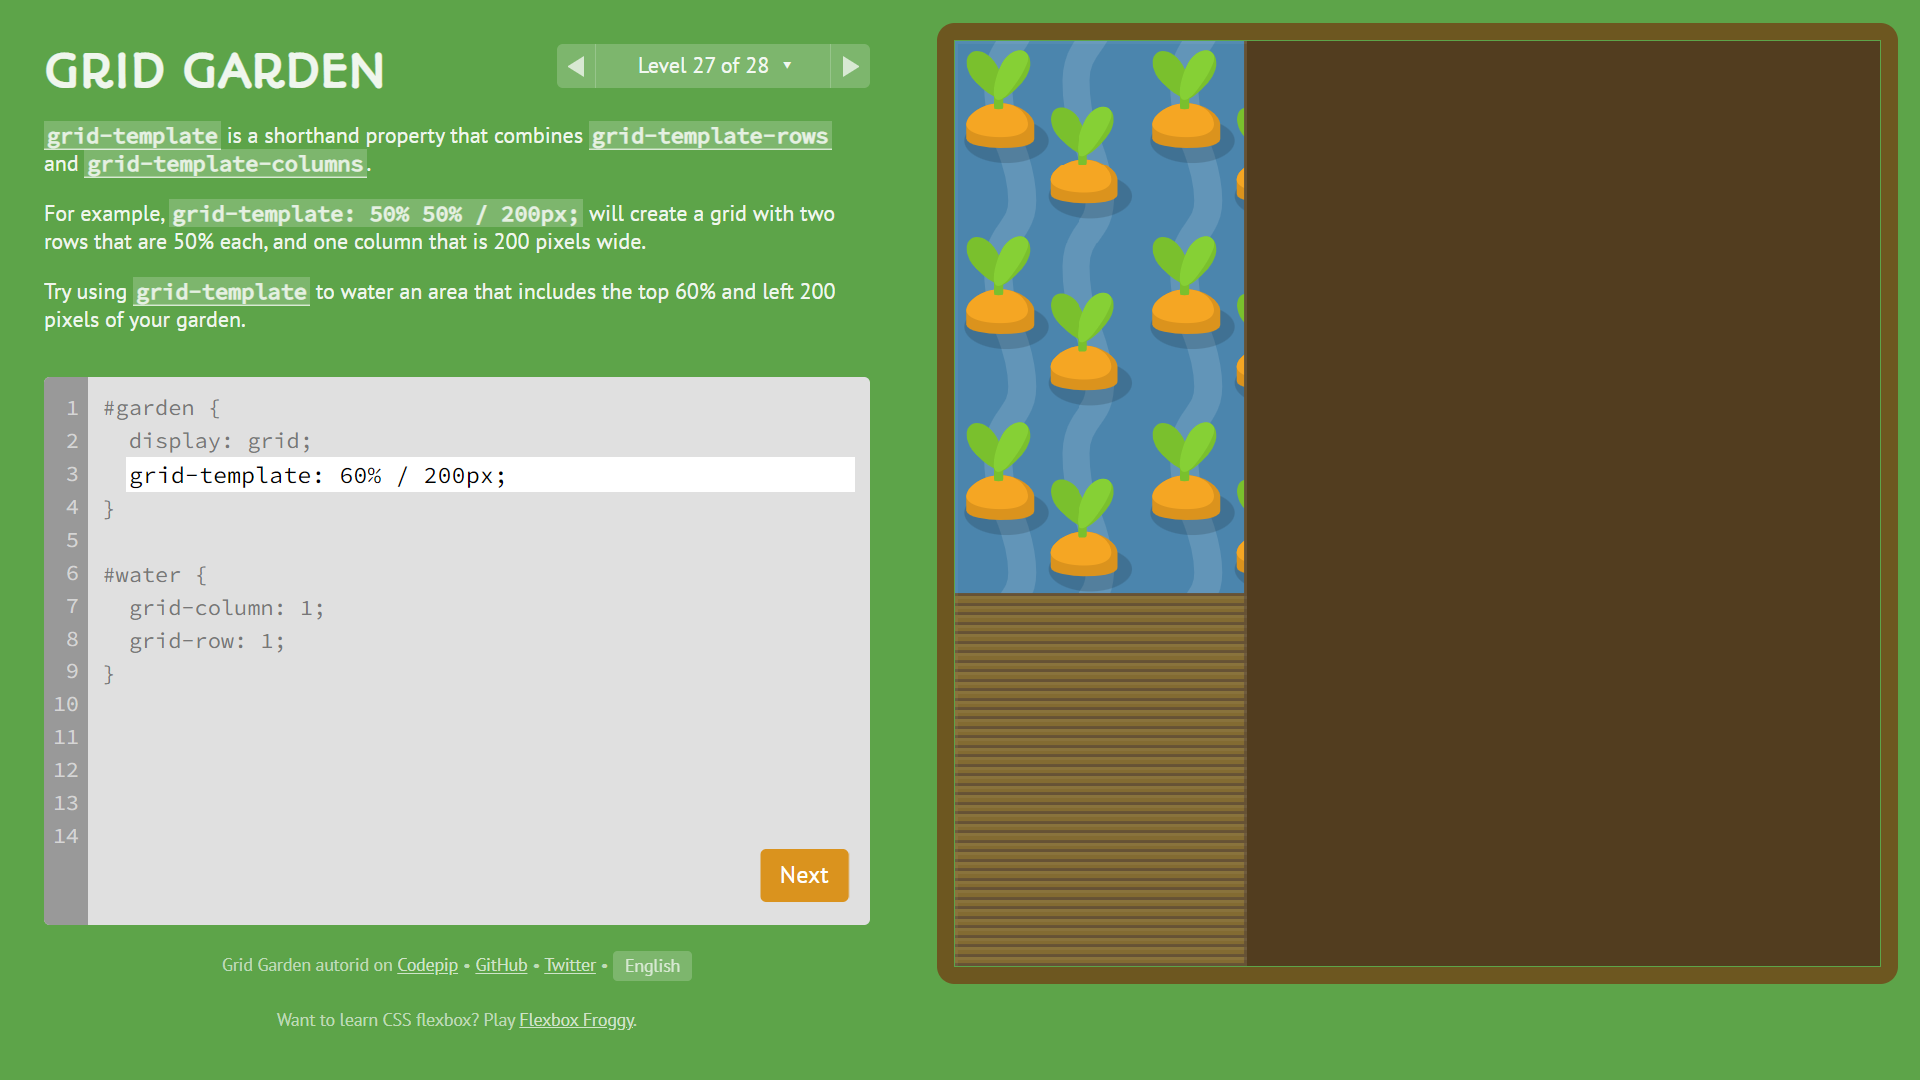 GRID GARDEN
Level 27 of 28 ▼
grid-template is a shorthand property that combines grid-template-rows
and grid-template-columns.
For example, grid-template: 50% 50% / 200px; will create a grid with two
rows that are 50% each, and one column that is 200 pixels wide.
Try using grid-template to water an area that includes the top 60% and left 200
pixels of your garden.
1 #garden {
2 display: grid;
3 grid-template: 60% / 200px;
4 }
5
6 #water {
7 grid-column: 1;
8 grid-row: 1;
9 }
10
11
12
13
14
Next
Grid Garden autorid on Codepip • GitHub • Twitter • English
Want to learn CSS flexbox? Play Flexbox Froggy.